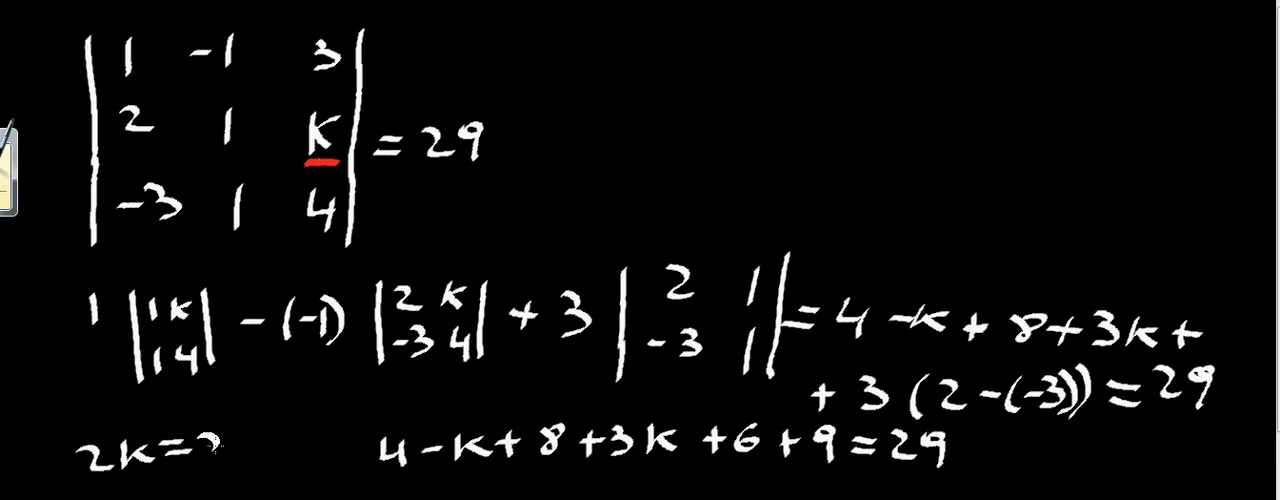 | 1 -1 3 |
| 2 1 K | = 29
| -3 1 4 |
1 | 1 K | - (-1) | 2 K | + 3 | 2 1 | = 4 - K + 8 + 3K +
| 1 4 | | -3 4 | | -3 1 |
+ 3 (2 - (-3)) = 29
2K = 4 - K + 8 + 3K + 6 + 9 = 29